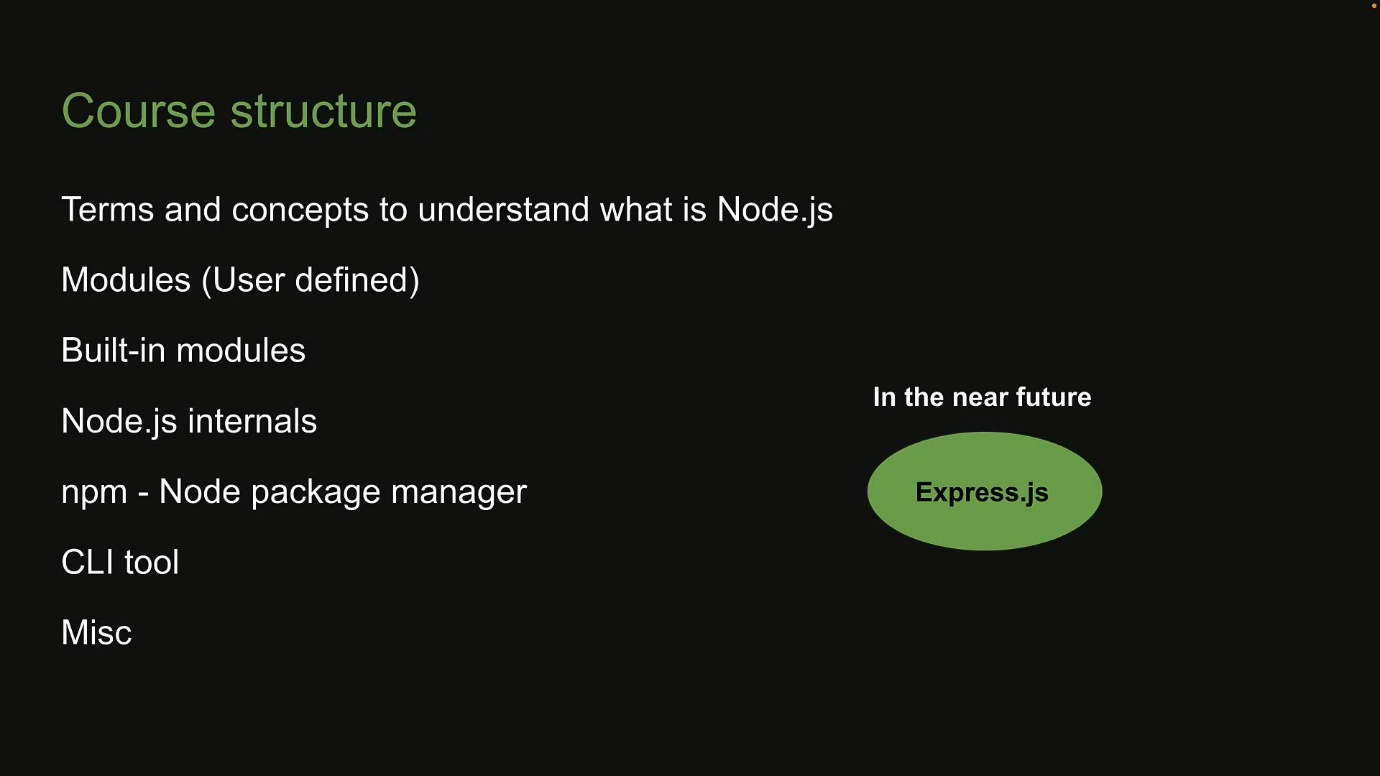 Course structure
Terms and concepts to understand what is Node.js
Modules (User defined)
Built-in modules
Node.js internals
npm - Node package manager
CLI tool
Misc
In the near future
Express.js